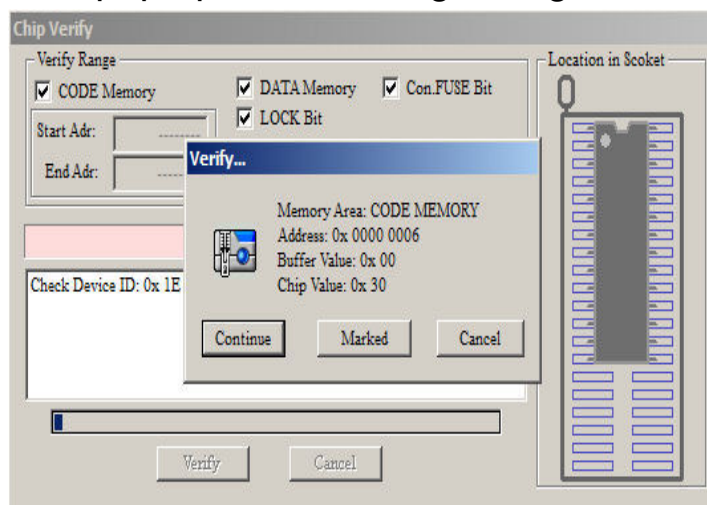 Chip Verify
Verify Range
CODE Memory
DATA Memory
Con.FUSE Bit
LOCK Bit
Start Adr: --------
End Adr:
Location in Scoket
Verify...
Memory Area: CODE MEMORY
Address: 0x 0000 0006
Buffer Value: 0x 00
Chip Value: 0x 30
Check Device ID: 0x 1E
Continue
Marked
Cancel
Verify
Cancel